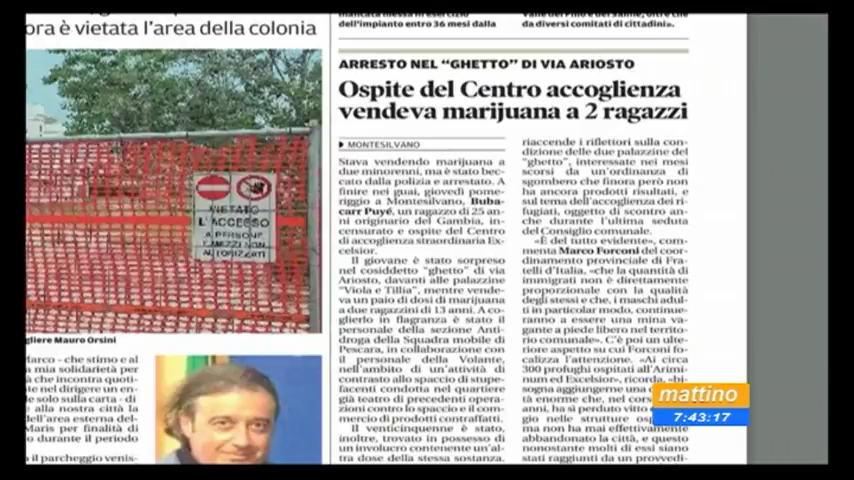 ora è vietata l'area della colonia
VIETATO
L'ACCESSO
A PERSONE
E MEZZI NON
AUTORIZZATI
gliere Mauro Orsini
Marco - che stimo e al
a mia solidarietà per
à che incontra quoti-
te nel dirigere un en-
le solo sulla carta - di
e alla nostra città la
dell'area esterna del-
Maris per finalità di
o durante il periodo
il parcheggio venis-
mancata messa in esercizio
dell'impianto entro 36 mesi dalla
Valle del Fino e del Saline, oltre che
da diversi comitati di cittadini».
ARRESTO NEL “GHETTO” DI VIA ARIOSTO
Ospite del Centro accoglienza
vendeva marijuana a 2 ragazzi
MONTESILVANO
Stava vendendo marijuana a
due minorenni, ma è stato bec-
cato dalla polizia e arrestato. A
finire nei guai, giovedì pome-
riggio a Montesilvano, Buba-
carr Puyé, un ragazzo di 25 an-
ni originario del Gambia, in-
censurato e ospite del Centro
di accoglienza straordinaria Ex-
celsior.
Il giovane è stato sorpreso
nel cosiddetto “ghetto” di via
Ariosto, davanti alle palazzine
“Viola e Tillia”, mentre vende-
va un paio di dosi di marijuana
a due ragazzini di 13 anni. A co-
glierlo in flagranza è stato il
personale della sezione Anti-
droga della Squadra mobile di
Pescara, in collaborazione con
il personale della Volante,
nell'ambito di un'attività di
contrasto allo spaccio di stupe-
facenti condotta nel quartiere
già teatro di precedenti opera-
zioni contro lo spaccio e il com-
mercio di prodotti contraffatti.
Il venticinquenne è stato,
inoltre, trovato in possesso di
un involucro contenente un'al-
tra dose della stessa sostanza.
riaccende i riflettori sulla con-
dizione delle due palazzine del
“ghetto”, interessate nei mesi
scorsi da un'ordinanza di
sgombero che finora però non
ha ancora prodotti risultati, e
sul tema dell'accoglienza dei ri-
fugiati, oggetto di scontro an-
che durante l'ultima seduta
del Consiglio comunale.
«È del tutto evidente», com-
menta Marco Forconi del coor-
dinamento provinciale di Fra-
telli d'Italia, «che la quantità di
immigrati non è direttamente
proporzionale con la qualità
degli stessi e che, i maschi adul-
ti in particolar modo, continue-
ranno a essere una mina va-
gante a piede libero nel territo-
rio comunale». C'è poi un ulte-
riore aspetto su cui Forconi fo-
calizza l'attenzione. «Ai circa
300 profughi ospitati all'Arimi-
num ed Excelsior», ricorda, «bi-
sogna aggiungerne una
tà enorme che, nel cor
anni, ha sì perduto vitto
gio nelle strutture os
ma non ha mai effettivame
abbandonato la città, e questo
nonostante molti di essi siano
stati raggiunti da un provvedi-
mattino
7:43:17